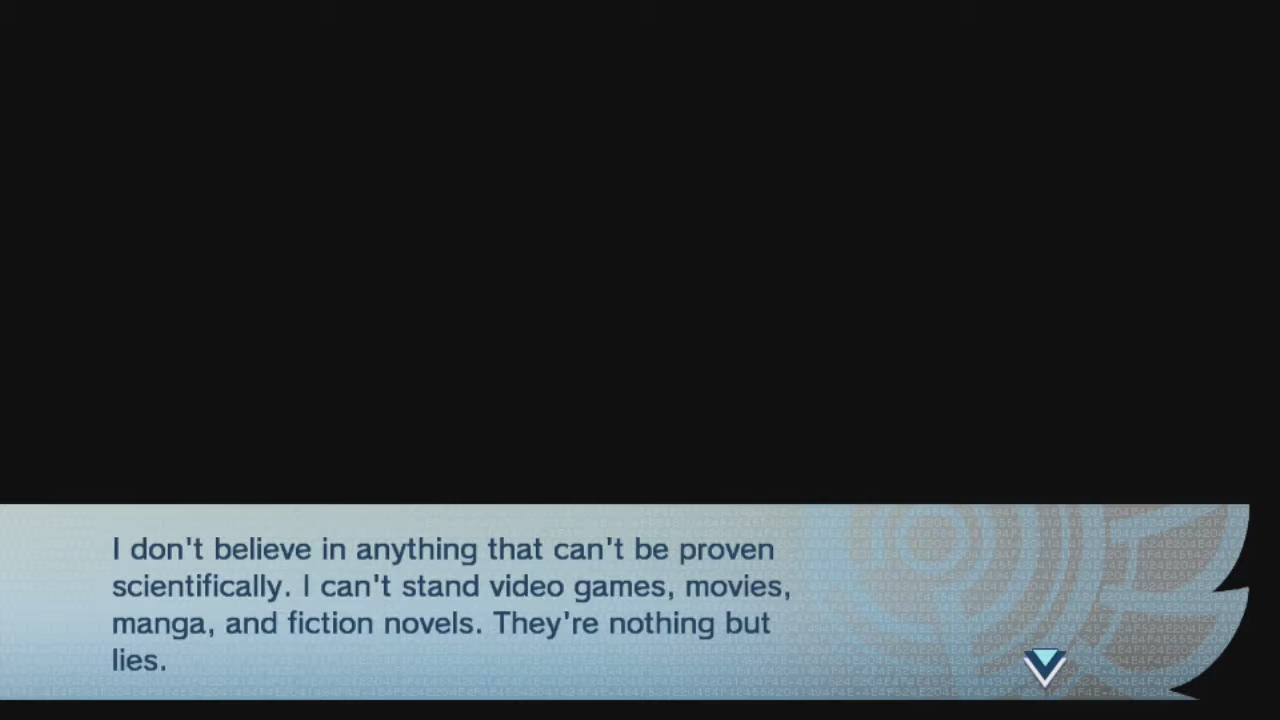 I don't believe in anything that can't be proven
scientifically. I can't stand video games, movies,
manga, and fiction novels. They're nothing but
lies.